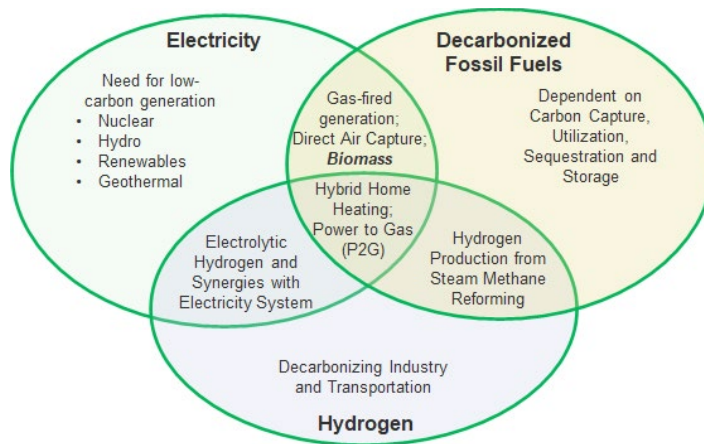 Electricity
Need for low-
carbon generation
• Nuclear
• Hydro
• Renewables
• Geothermal
Decarbonized
Fossil Fuels
Dependent on
Carbon Capture,
Utilization,
Sequestration and
Storage
Gas-fired
generation;
Direct Air Capture;
Biomass
Hybrid Home
Heating;
Power to Gas
(P2G)
Electrolytic
Hydrogen and
Synergies with
Electricity System
Hydrogen
Production from
Steam Methane
Reforming
Decarbonizing Industry
and Transportation
Hydrogen